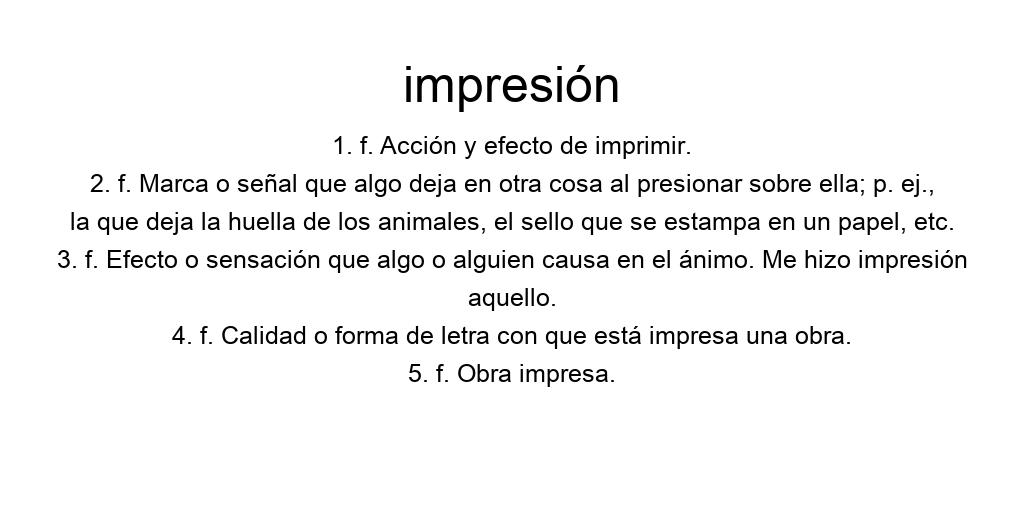 impresión
1. f. Acción y efecto de imprimir.
2. f. Marca o señal que algo deja en otra cosa al presionar sobre ella; p. ej.,
la que deja la huella de los animales, el sello que se estampa en un papel, etc.
3. f. Efecto o sensación que algo o alguien causa en el ánimo. Me hizo impresión
aquello.
4. f. Calidad o forma de letra con que está impresa una obra.
5. f. Obra impresa.